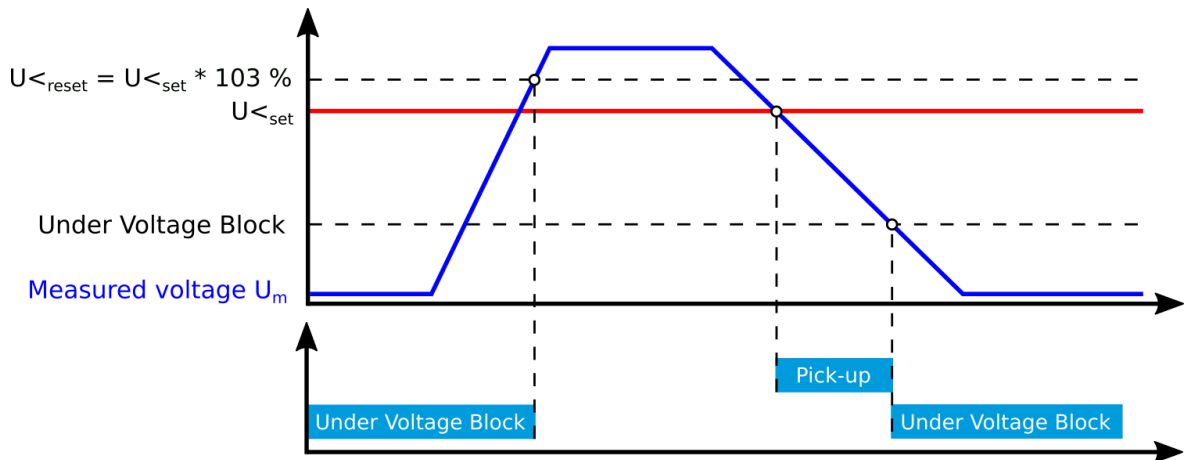 U<reset = U<set * 103 %
U<set
Under Voltage Block
Measured voltage Um
Pick-up
Under Voltage Block
Under Voltage Block